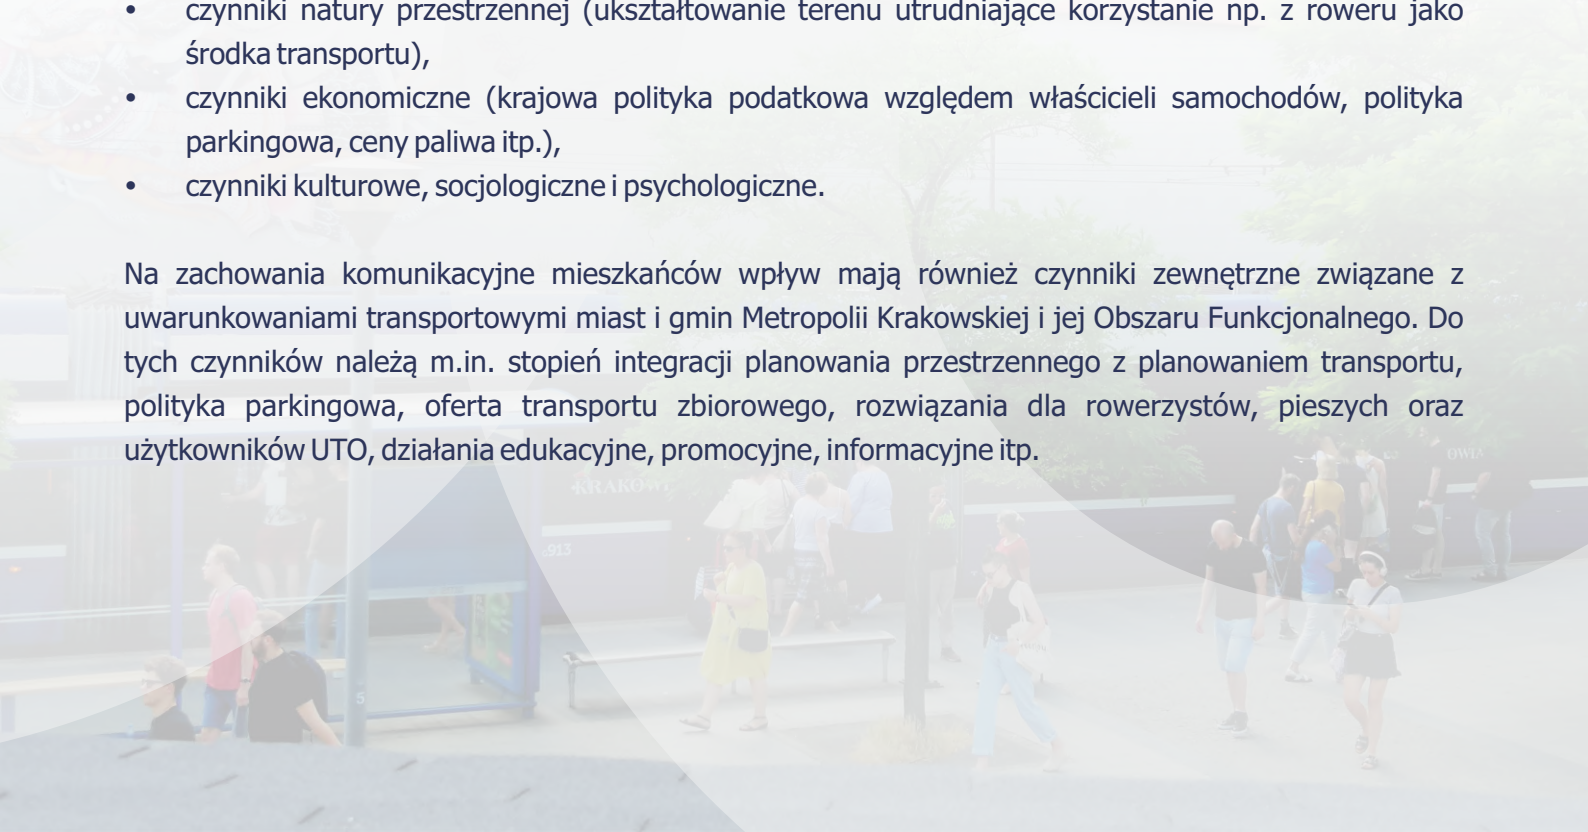 • czynniki natury przestrzennej (ukształtowanie terenu utrudniające korzystanie np. z roweru jako
środka transportu),
• czynniki ekonomiczne (krajowa polityka podatkowa względem właścicieli samochodów, polityka
parkingowa, ceny paliwa itp.),
• czynniki kulturowe, socjologiczne i psychologiczne.
Na zachowania komunikacyjne mieszkańców wpływ mają również czynniki zewnętrzne związane z
uwarunkowaniami transportowymi miast i gmin Metropolii Krakowskiej i jej Obszaru Funkcjonalnego. Do
tych czynników należą m.in. stopień integracji planowania przestrzennego z planowaniem transportu,
polityka parkingowa, oferta transportu zbiorowego, rozwiązania dla rowerzystów, pieszych oraz
użytkowników UTO, działania edukacyjne, promocyjne, informacyjne itp.
913
5